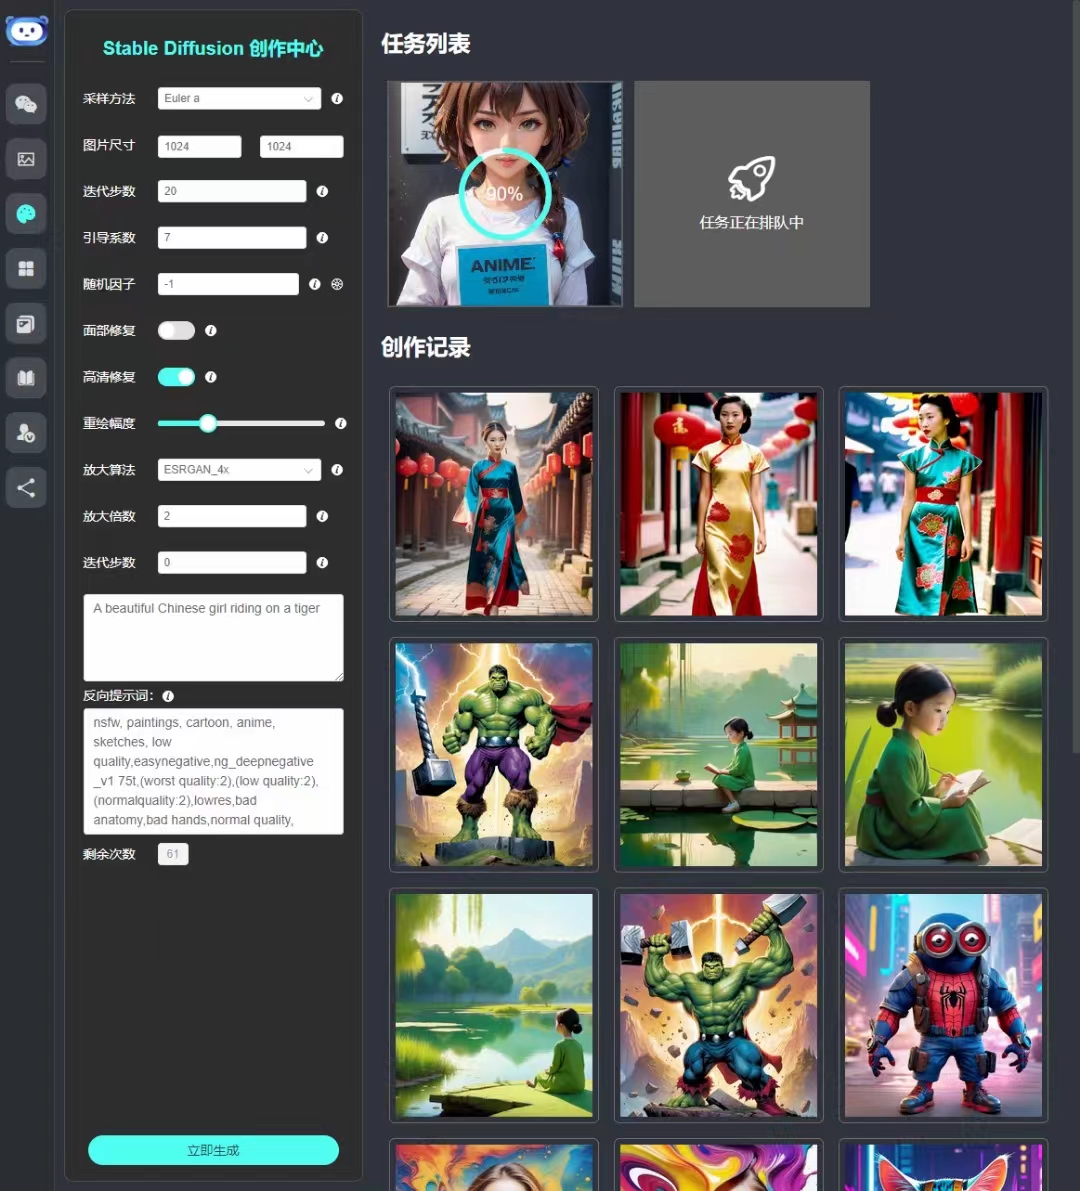 Stable Diffusion 创作中心
采样方法
Euler a
图片尺寸
1024
1024
迭代步数
20
引导系数
7
随机因子
-1
面部修复
高清修复
重绘幅度
放大算法
ESRGAN_4x
放大倍数
2
迭代步数
0
A beautiful Chinese girl riding on a tiger
反向提示词：
nsfw, paintings, cartoon, anime,
sketches, low
quality,easynegative,ng_deepnegative
_v1 75t,(worst quality:2),(low quality:2),
(normalquality:2),lowres,bad
anatomy,bad hands,normal quality,
剩余次数
61
立即生成
任务列表
90%
ANIME
任务正在排队中
创作记录